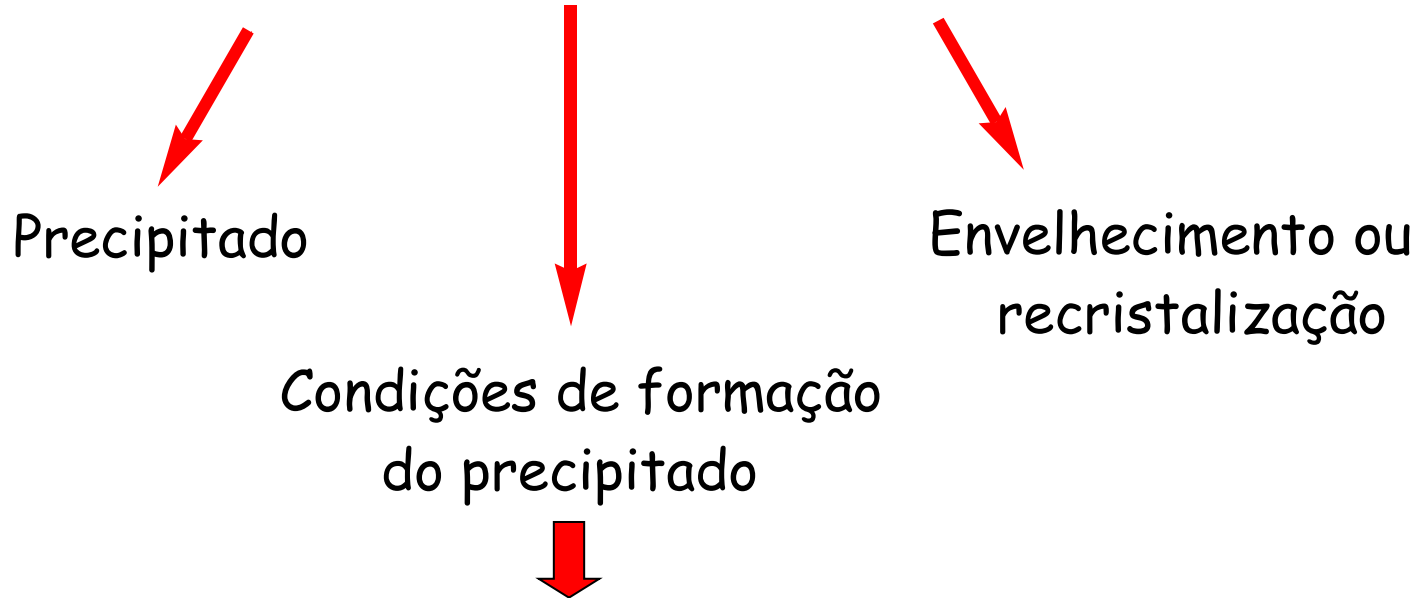 Precipitado
Envelhecimento ou
recristalização
Condições de formação
do precipitado